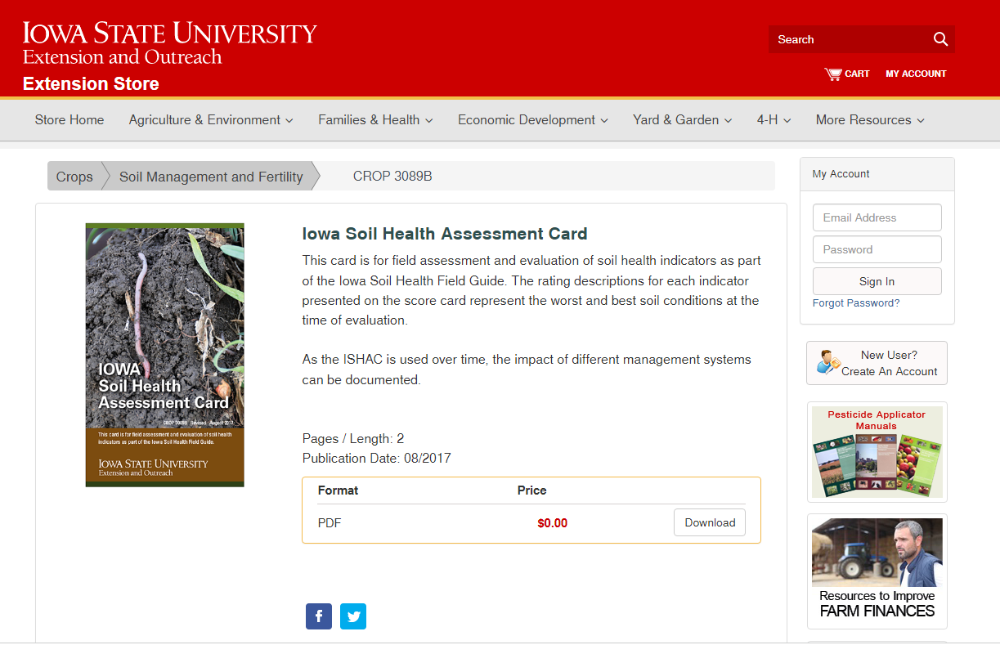 IOWA STATE UNIVERSITY
Extension and Outreach
Extension Store
Search
CART
MY ACCOUNT
Store Home
Agriculture & Environment
Families & Health
Economic Development
Yard & Garden
4-H
More Resources
Crops
Soil Management and Fertility
CROP 3089B
IOWA
Soil Health
Assessment Card
CROP 3089B Revised August 2017
This card is for field assessment and evaluation of soil health
indicators as part of the Iowa Soil Health Field Guide.
IOWA STATE UNIVERSITY
Extension and Outreach
Iowa Soil Health Assessment Card
This card is for field assessment and evaluation of soil health indicators as part
of the Iowa Soil Health Field Guide. The rating descriptions for each indicator
presented on the score card represent the worst and best soil conditions at the
time of evaluation.
As the ISHAC is used over time, the impact of different management systems
can be documented.
Pages / Length: 2
Publication Date: 08/2017
Format Price
PDF $0.00 Download
My Account
Email Address
Password
Sign In
Forgot Password?
New User?
Create An Account
Pesticide Applicator
Manuals
Resources to Improve
FARM FINANCES